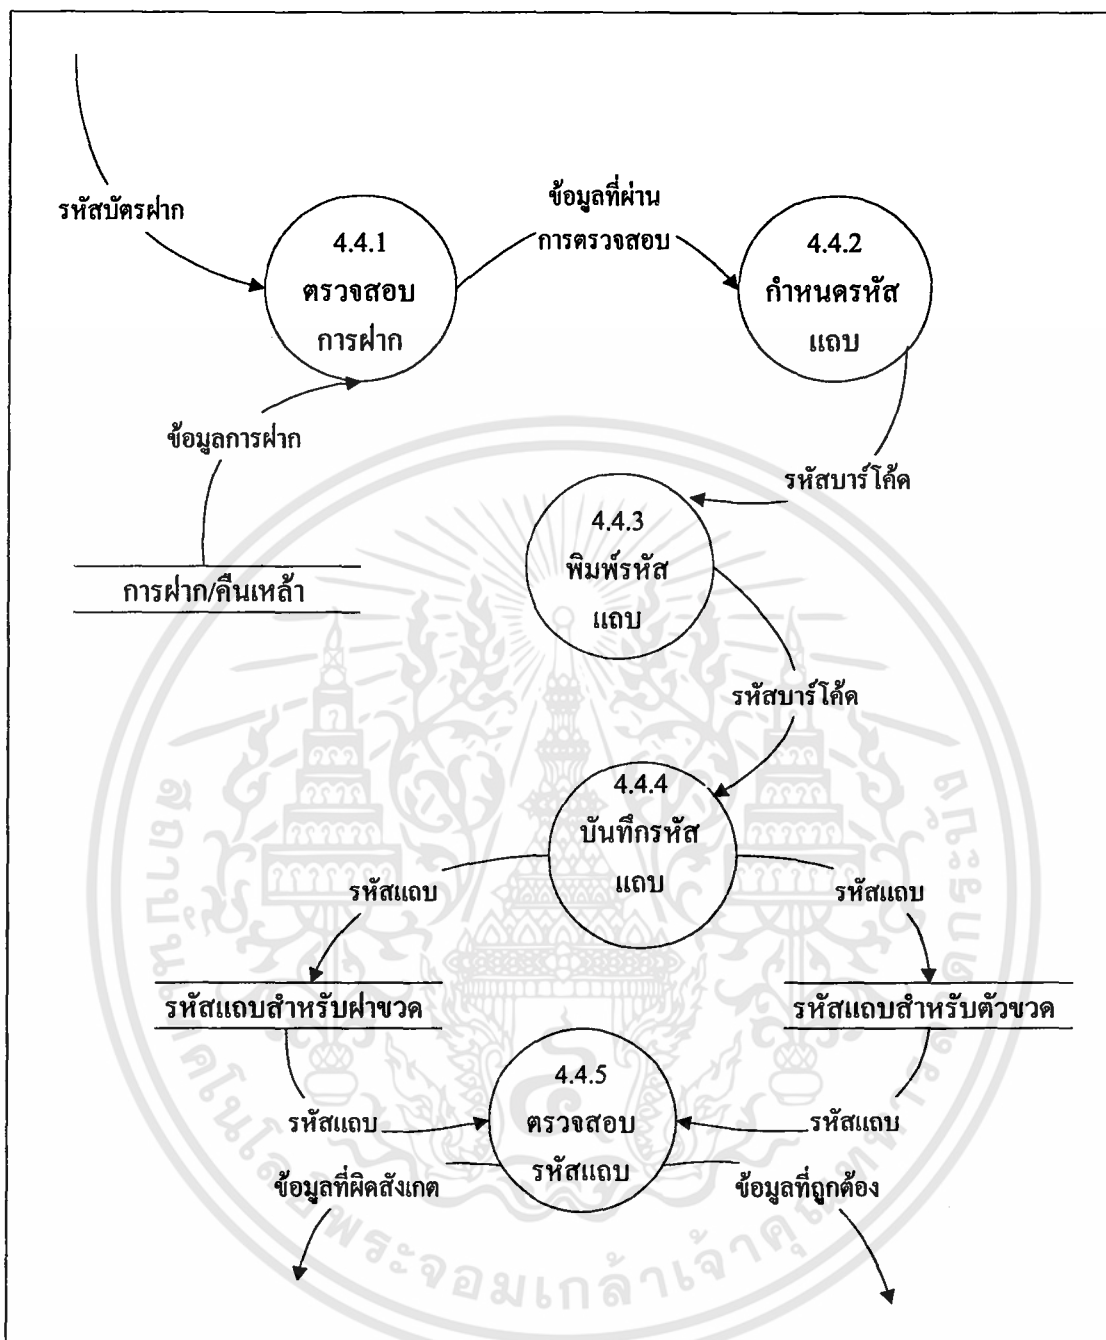 รหัสบัตรฝาก
4.4.1
ตรวจสอบ
การฝาก
ข้อมูลที่ผ่าน
การตรวจสอบ
4.4.2
กำหนดรหัส
แถบ
ข้อมูลการฝาก
รหัสบาร์โค้ด
การฝาก/คืนเหล้า
4.4.3
พิมพ์รหัส
แถบ
รหัสบาร์โค้ด
4.4.4
บันทึกรหัส
แถบ
รหัสแถบ
รหัสแถบ
รหัสแถบสำหรับฝาขวด
รหัสแถบสำหรับตัวขวด
4.4.5
ตรวจสอบ
รหัสแถบ
รหัสแถบ
รหัสแถบ
ข้อมูลที่ผิดสังเกต
ข้อมูลที่ถูกต้อง